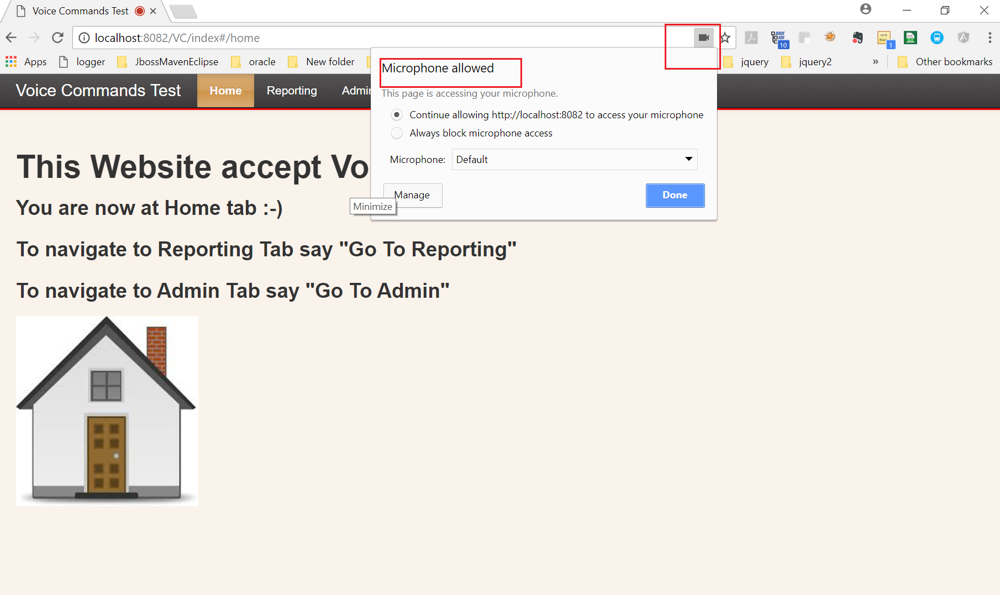 Voice Commands Test
localhost:8082/VC/index#/home
10
1
Apps logger JbossMavenEclipse oracle New folder jquery jquery2 » Other bookmarks
Voice Commands Test Home Reporting Admin
Microphone allowed
This page is accessing your microphone.
Continue allowing http://localhost:8082 to access your microphone
Always block microphone access
Microphone: Default
Manage Done
Minimize
This Website accept Vo
You are now at Home tab :-)
To navigate to Reporting Tab say "Go To Reporting"
To navigate to Admin Tab say "Go To Admin"